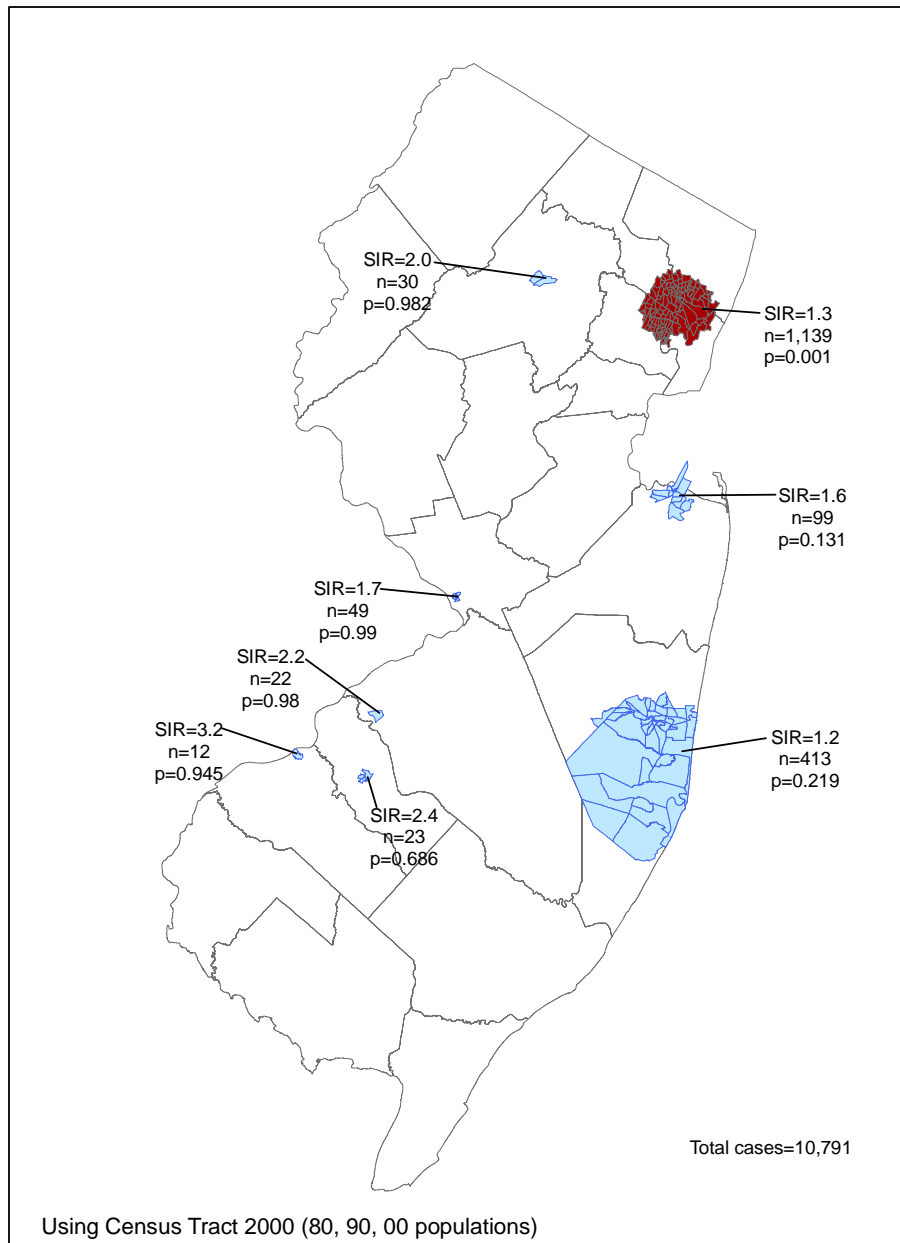 SIR=2.0
n=30
p=0.982
SIR=1.3
n=1,139
p=0.001
SIR=1.6
n=99
p=0.131
SIR=1.7
n=49
p=0.99
SIR=2.2
n=22
p=0.98
SIR=3.2
n=12
p=0.945
SIR=1.2
n=413
p=0.219
SIR=2.4
n=23
p=0.686
Total cases=10,791
Using Census Tract 2000 (80, 90, 00 populations)